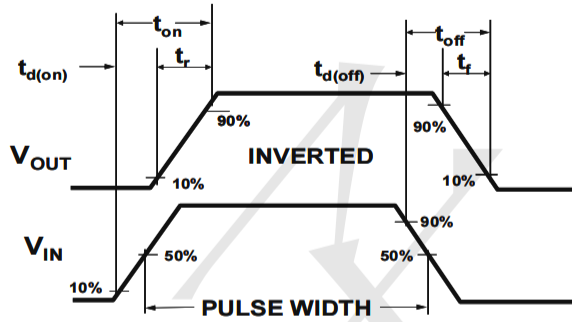 ton
toff
td(on)
tr
td(off)
tf
90%
90%
VOUT
INVERTED
10%
10%
90%
VIN
50%
50%
10%
PULSE WIDTH